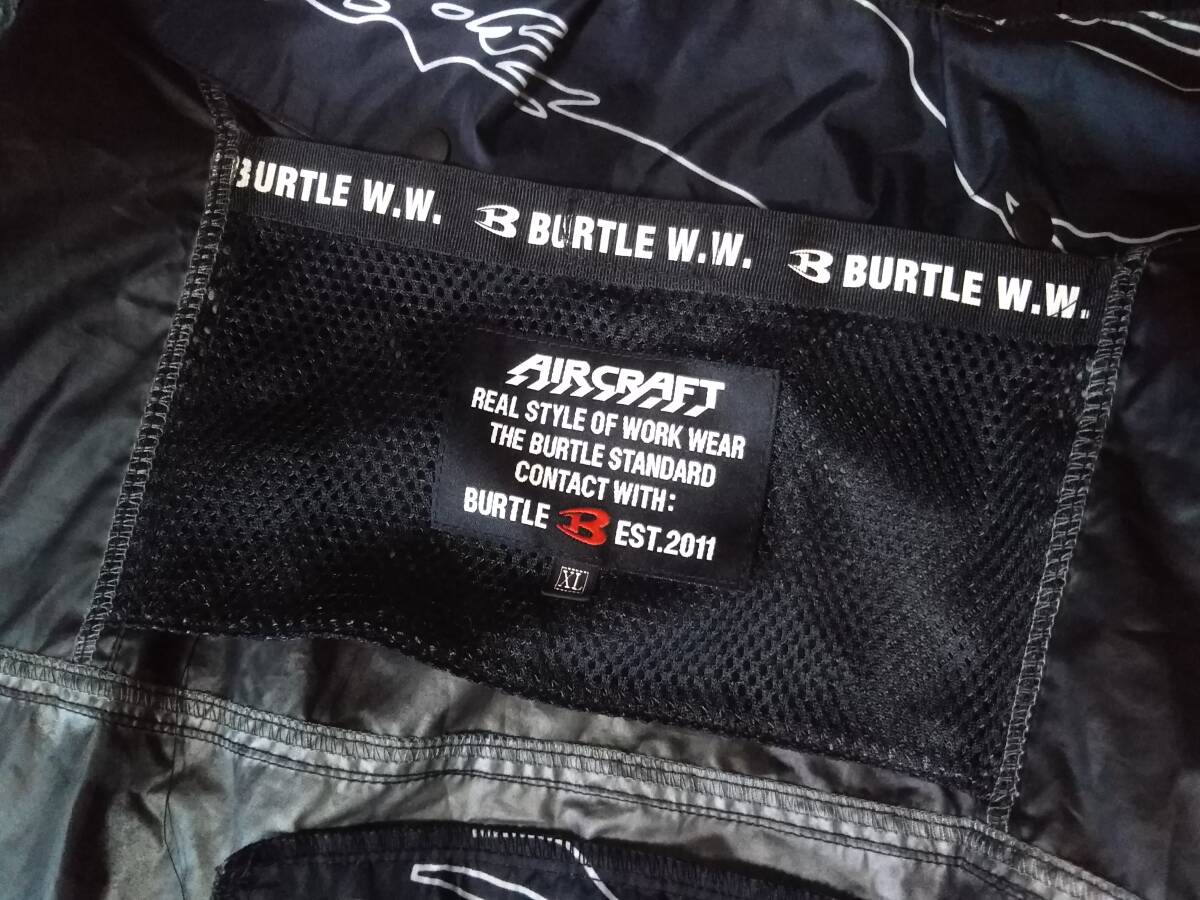 BURTLE W.W. B BURTLE W.W. B BURTLE W.W.
AIRCRAFT
REAL STYLE OF WORK WEAR
THE BURTLE STANDARD
CONTACT WITH:
BURTLE B EST.2011
XL